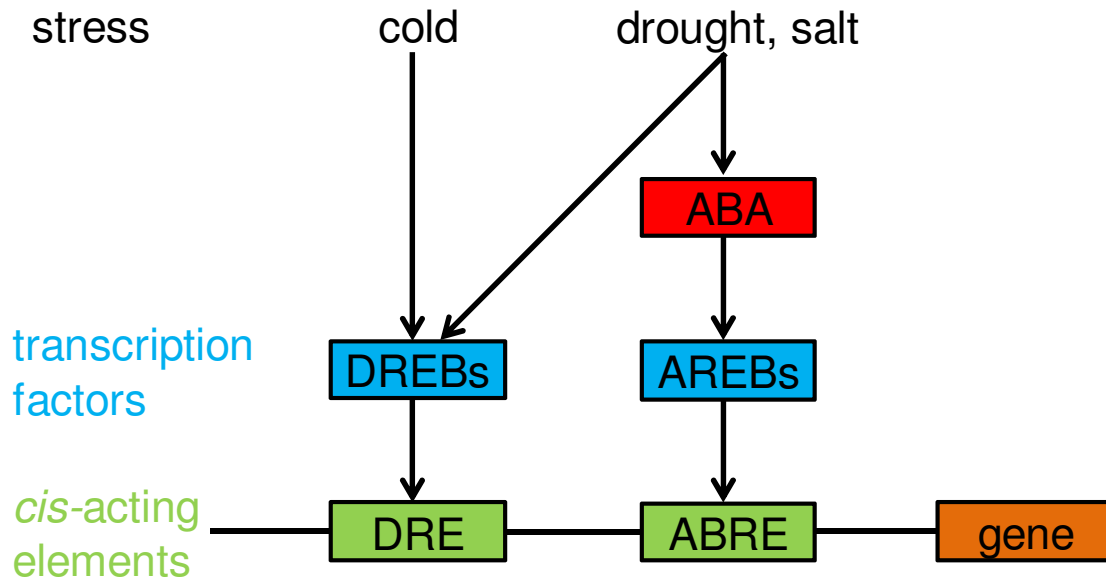 stress
cold
drought, salt
ABA
transcription
factors
DREBs
AREBs
cis-acting
elements
DRE
ABRE
gene